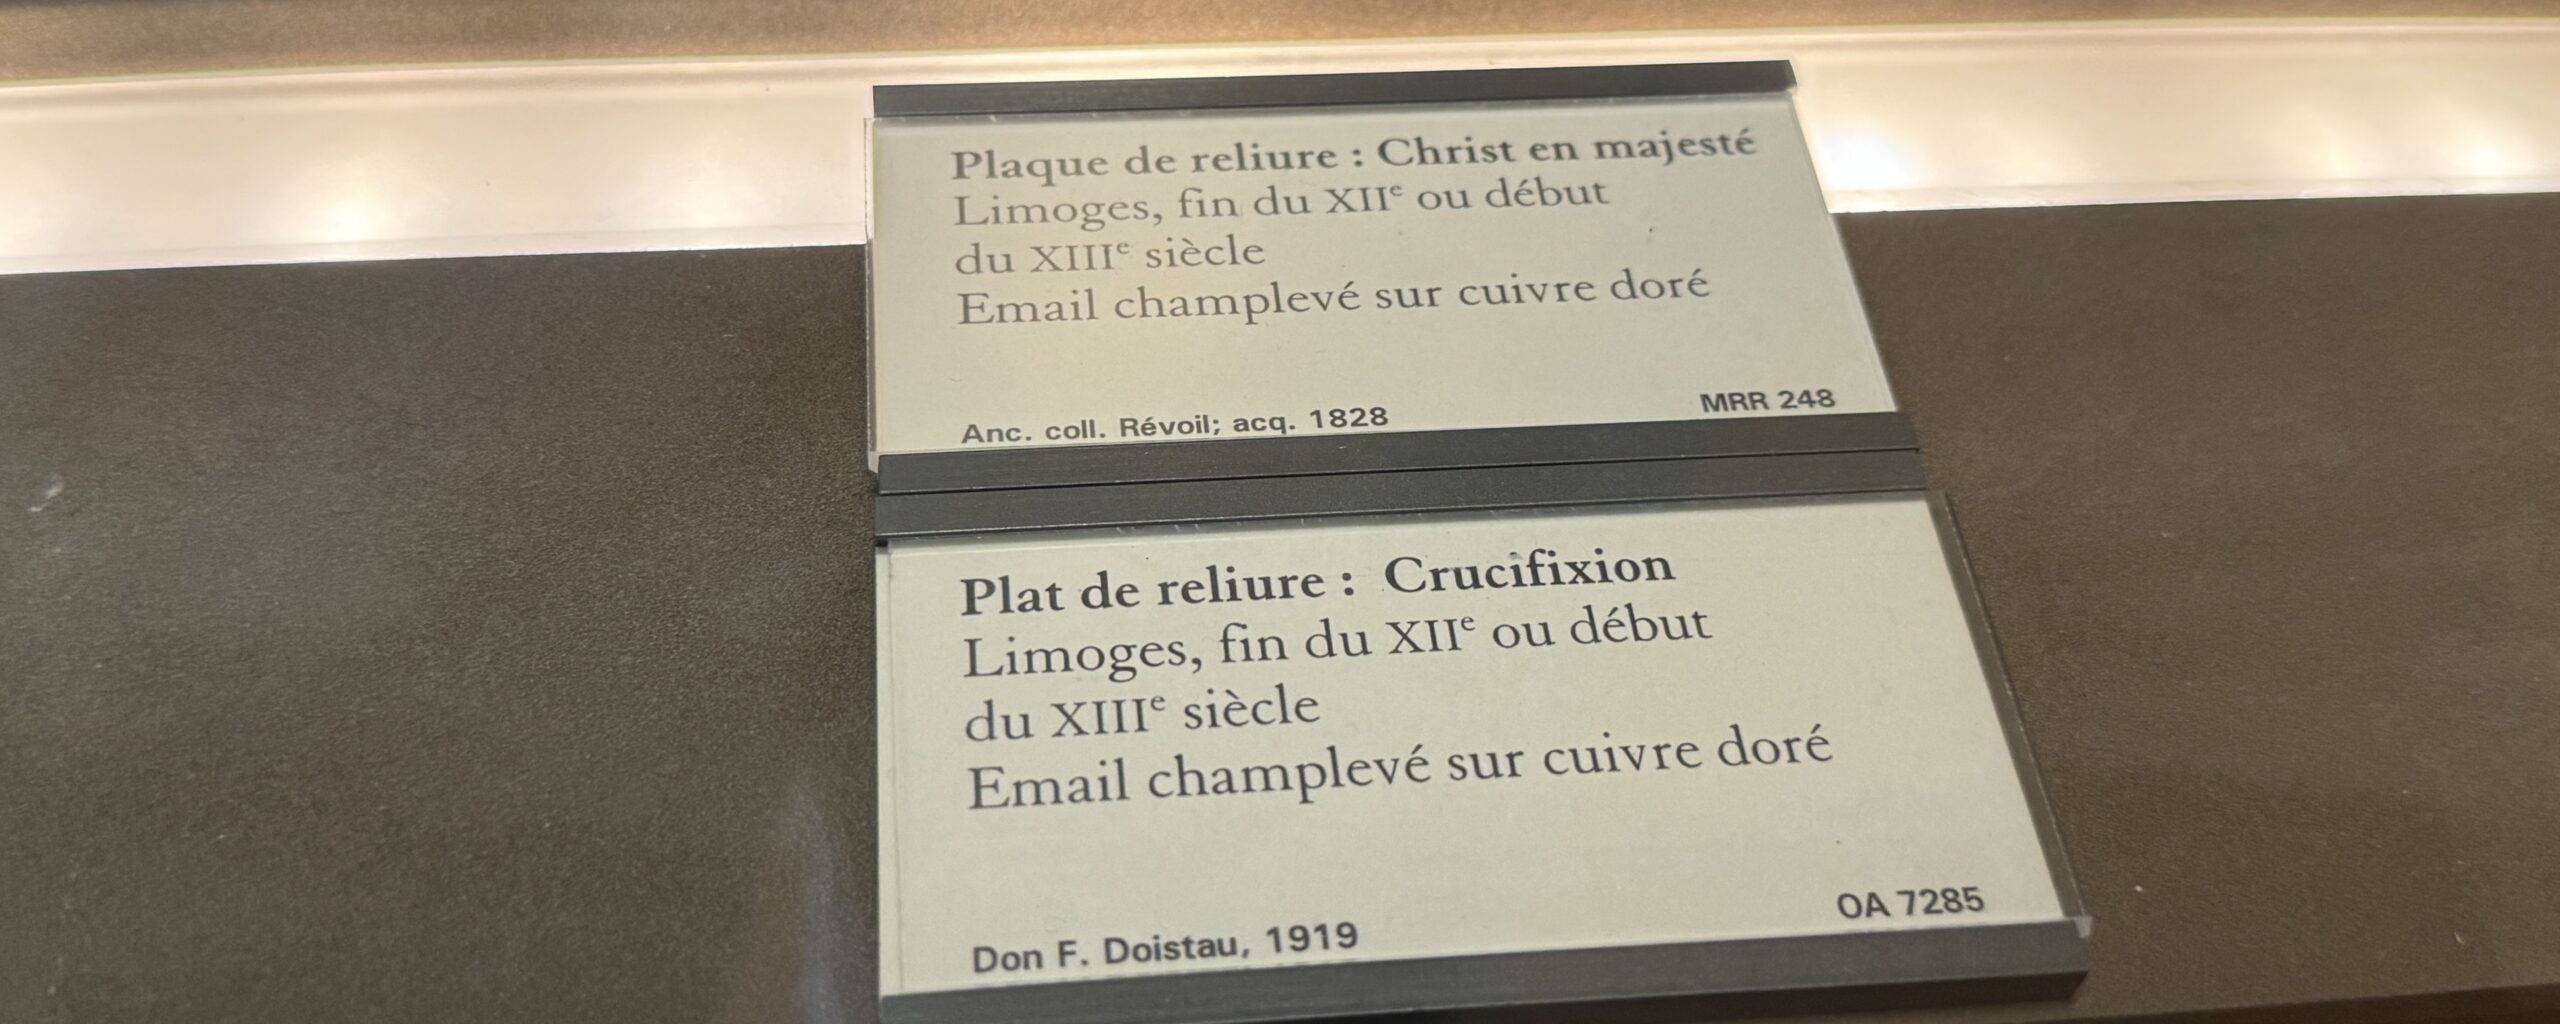 Plaque de reliure : Christ en majesté
Limoges, fin du XIIe ou début
du XIIIe siècle
Email champlevé sur cuivre doré
Anc. coll. Révoil; acq. 1828 MRR 248
Plat de reliure : Crucifixion
Limoges, fin du XIIe ou début
du XIIIe siècle
Email champlevé sur cuivre doré
Don F. Doistau, 1919 OA 7285